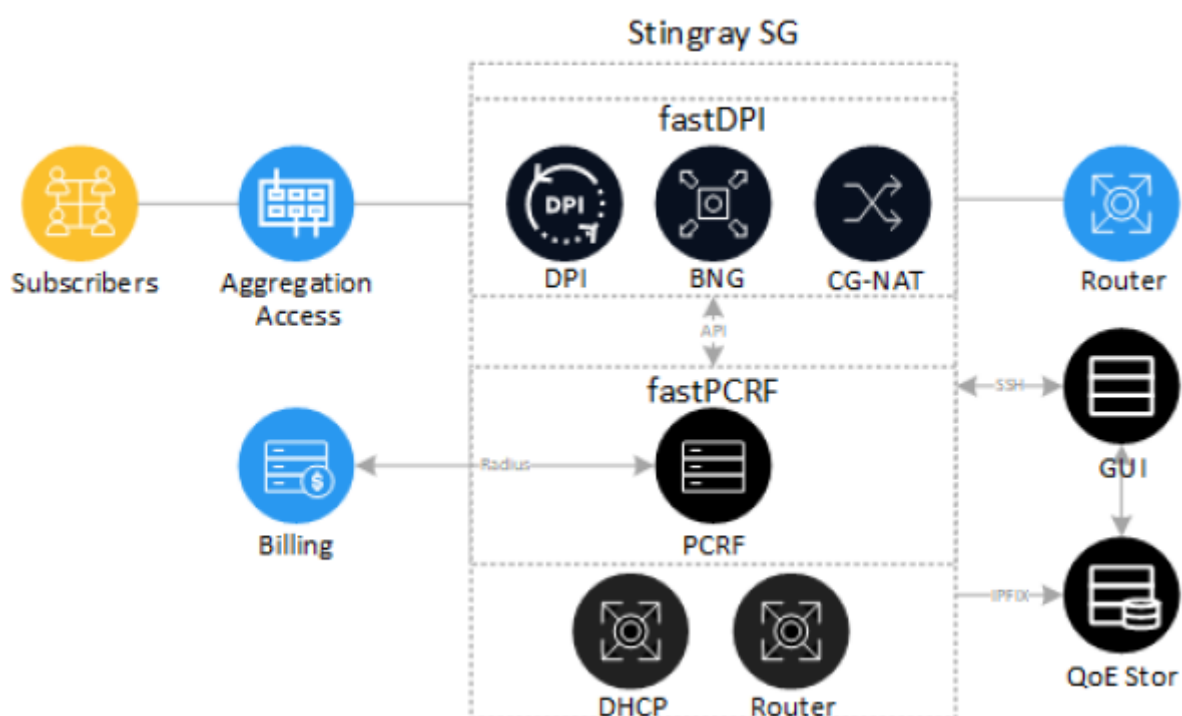 Stingray SG
fastDPI
DPI
DPI
BNG
CG-NAT
Subscribers
Aggregation
Access
Router
API
fastPCRF
SSH
GUI
Radius
Billing
PCRF
IPFIX
QoE Stor
DHCP
Router